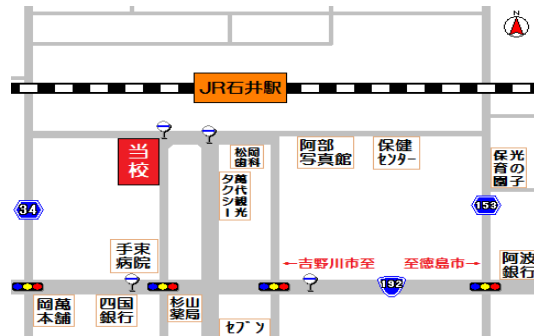 N
JR石井駅
当校
松岡
歯科
阿部
写真館
保健
センター
光の子
保育園
萬代観光
タクシー
34
153
手束
病院
←吉野川市至
至徳島市→
阿波
銀行
192
岡萬
本舗
四国
銀行
杉山
薬局
セブン